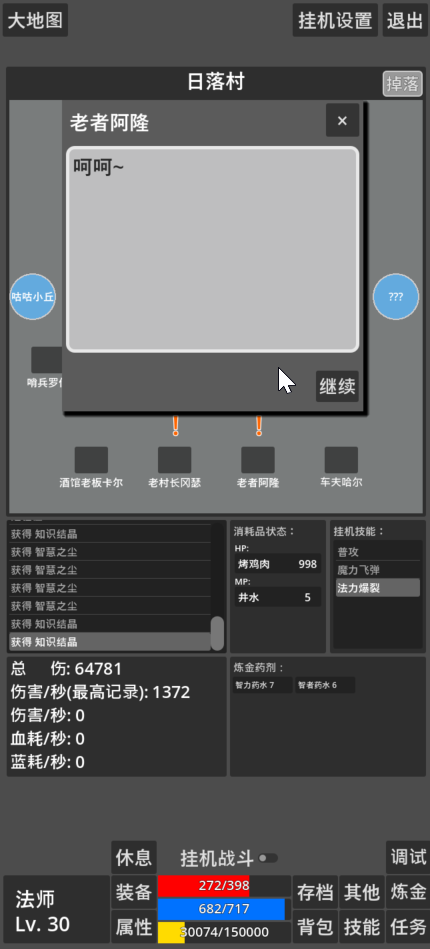 大地图
挂机设置
退出
日落村
掉落
老者阿隆
×
呵呵~
咕咕小丘
???
继续
哨兵罗
!
!
酒馆老板卡尔
老村长冈瑟
老者阿隆
车夫哈尔
获得 知识结晶
获得 智慧之尘
获得 智慧之尘
获得 智慧之尘
获得 智慧之尘
获得 知识结晶
获得 知识结晶
消耗品状态：
HP:
烤鸡肉 998
MP:
井水 5
挂机技能：
普攻
魔力飞弹
法力爆裂
总 伤: 64781
伤害/秒(最高记录): 1372
伤害/秒: 0
血耗/秒: 0
蓝耗/秒: 0
炼金药剂：
智力药水 7
智者药水 6
休息
挂机战斗
调试
法师
Lv. 30
装备
272/398
存档
其他
炼金
682/717
属性
30074/150000
背包
技能
任务